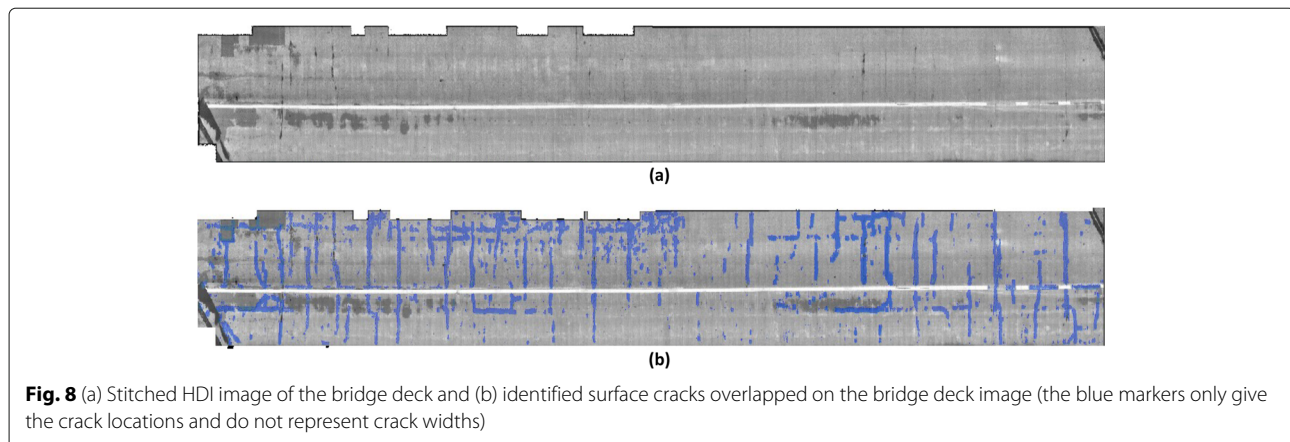 (a)
(b)
Fig. 8 (a) Stitched HDI image of the bridge deck and (b) identified surface cracks overlapped on the bridge deck image (the blue markers only give
the crack locations and do not represent crack widths)